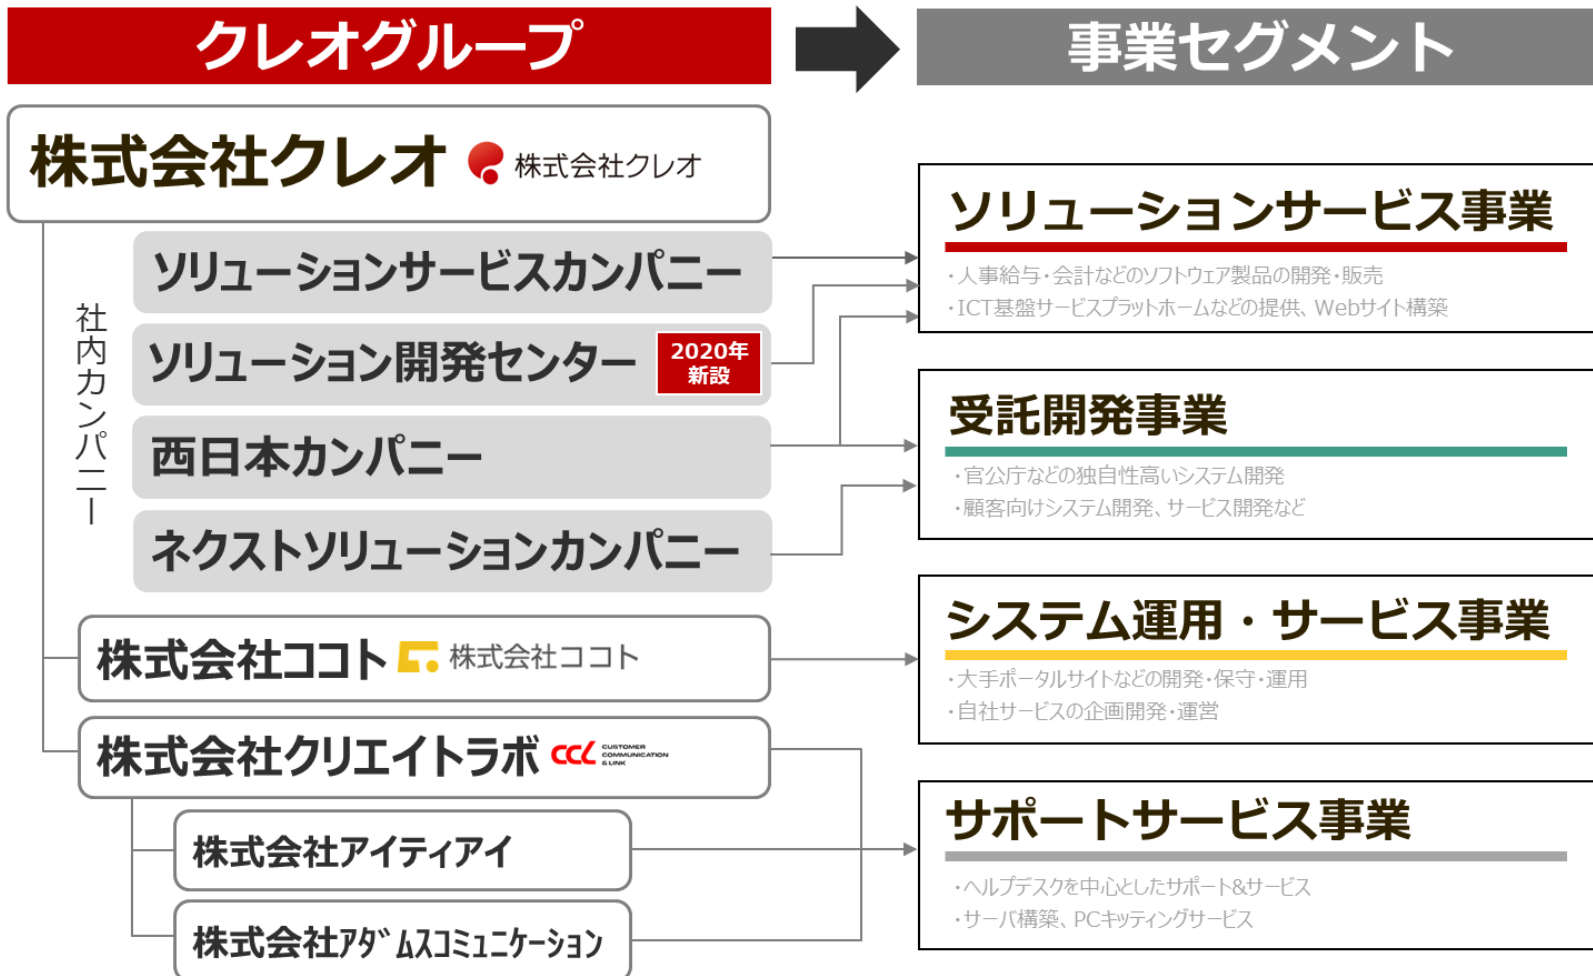 クレオグループ
事業セグメント
株式会社クレオ
株式会社クレオ
社内カンパニー
ソリューションサービスカンパニー
ソリューション開発センター
2020年
新設
西日本カンパニー
ネクストソリューションカンパニー
株式会社ココト
株式会社ココト
株式会社クリエイトラボ
CCL
CUSTOMER
COMMUNICATION
& LINK
株式会社アイティアイ
株式会社アダムスコミュニケーション
ソリューションサービス事業
・人事給与・会計などのソフトウェア製品の開発・販売
・ICT基盤サービスプラットホームなどの提供、Webサイト構築
受託開発事業
・官公庁などの独自性高いシステム開発
・顧客向けシステム開発、サービス開発など
システム運用・サービス事業
・大手ポータルサイトなどの開発・保守・運用
・自社サービスの企画開発・運営
サポートサービス事業
・ヘルプデスクを中心としたサポート&サービス
・サーバ構築、PCキッティングサービス